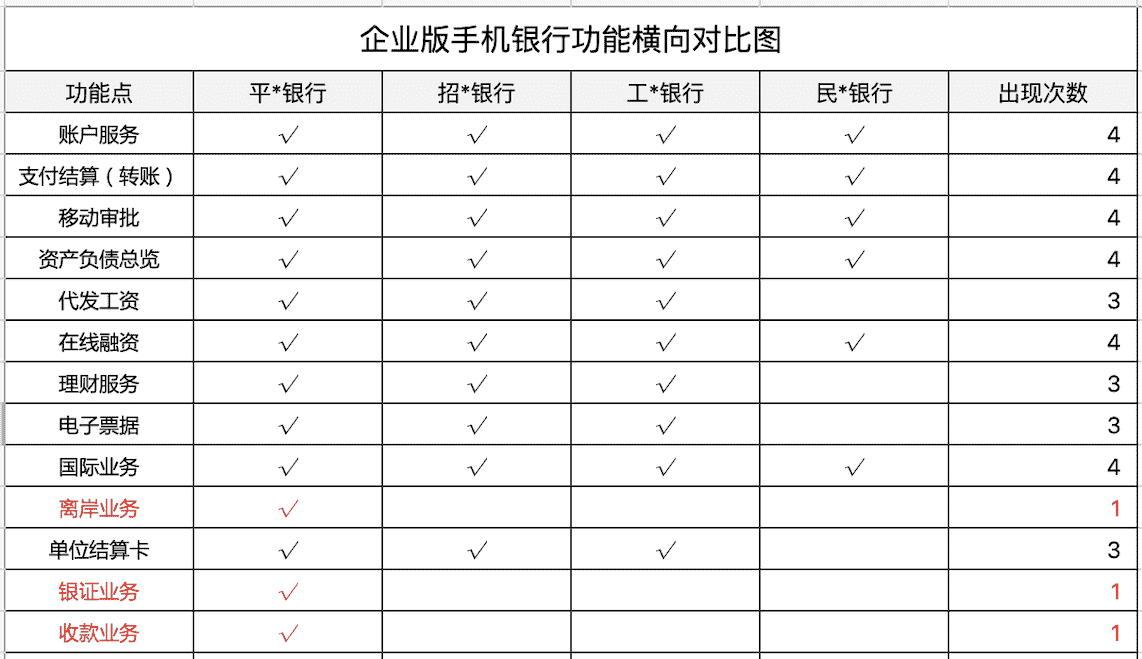 企业版手机银行功能横向对比图
功能点 平*银行 招*银行 工*银行 民*银行 出现次数
账户服务 √ √ √ √ 4
支付结算（转账） √ √ √ √ 4
移动审批 √ √ √ √ 4
资产负债总览 √ √ √ √ 4
代发工资 √ √ √ 3
在线融资 √ √ √ √ 4
理财服务 √ √ √ 3
电子票据 √ √ √ 3
国际业务 √ √ √ √ 4
离岸业务 √ 1
单位结算卡 √ √ √ 3
银证业务 √ 1
收款业务 √ 1